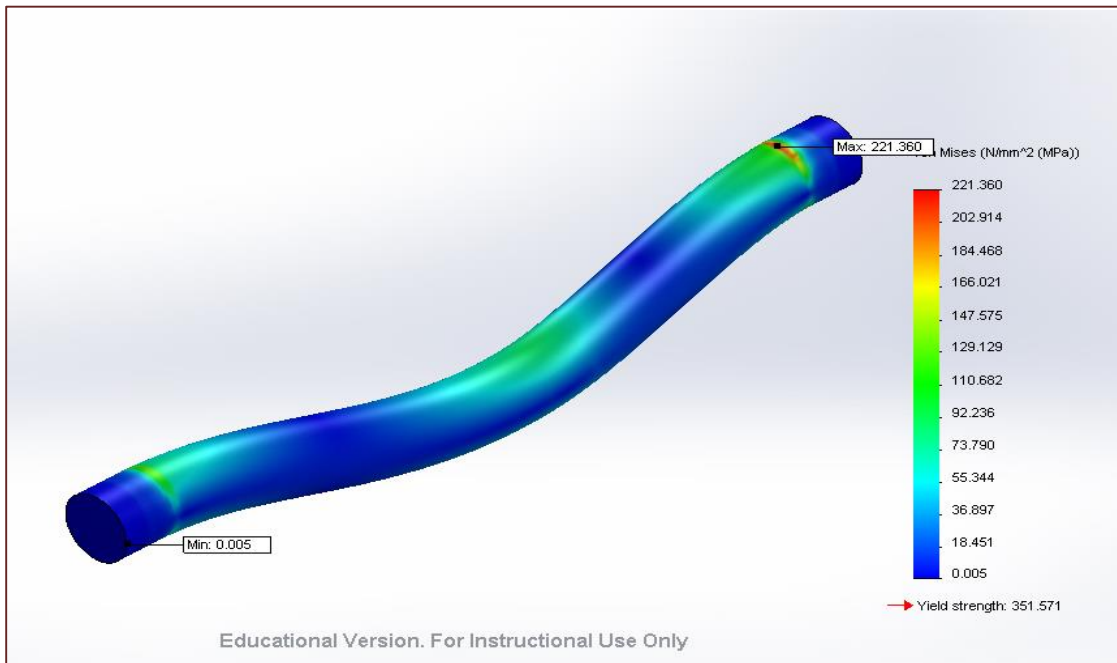 Max: 221.360
Mises (N/mm^2 (MPa))
221.360
202.914
184.468
166.021
147.575
129.129
110.682
92.236
73.790
55.344
36.897
18.451
0.005
Yield strength: 351.571
Min: 0.005
Educational Version. For Instructional Use Only